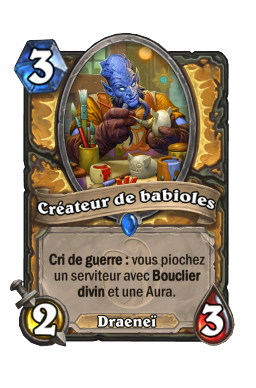 3
Créateur de babioles
Cri de guerre : vous piochez
un serviteur avec Bouclier
divin et une Aura.
2
Draeneï
3